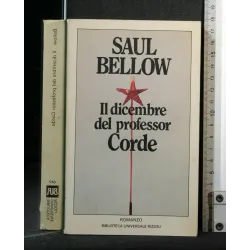 SAUL
BELLOW
Il dicembre
del professor
Corde
ROMANZO
BIBLIOTECA UNIVERSALE RIZZOLI
BUR